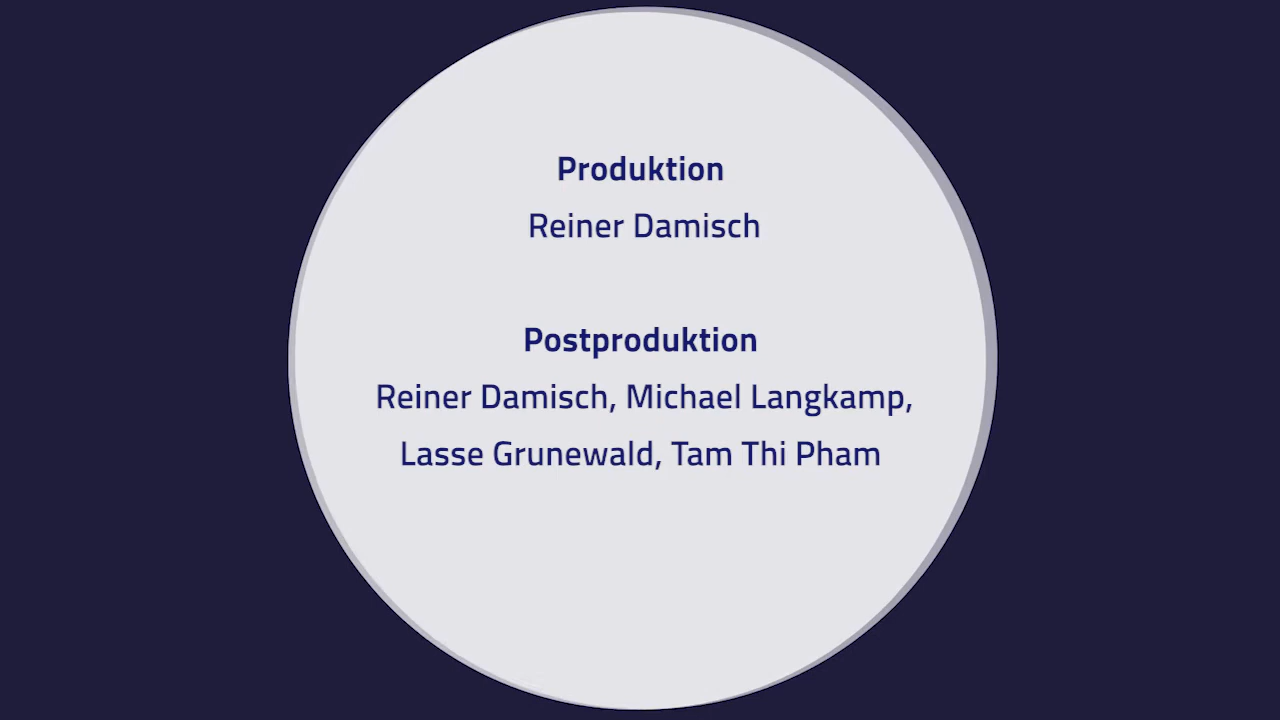 Produktion
Reiner Damisch
Postproduktion
Reiner Damisch, Michael Langkamp,
Lasse Grunewald, Tam Thi Pham